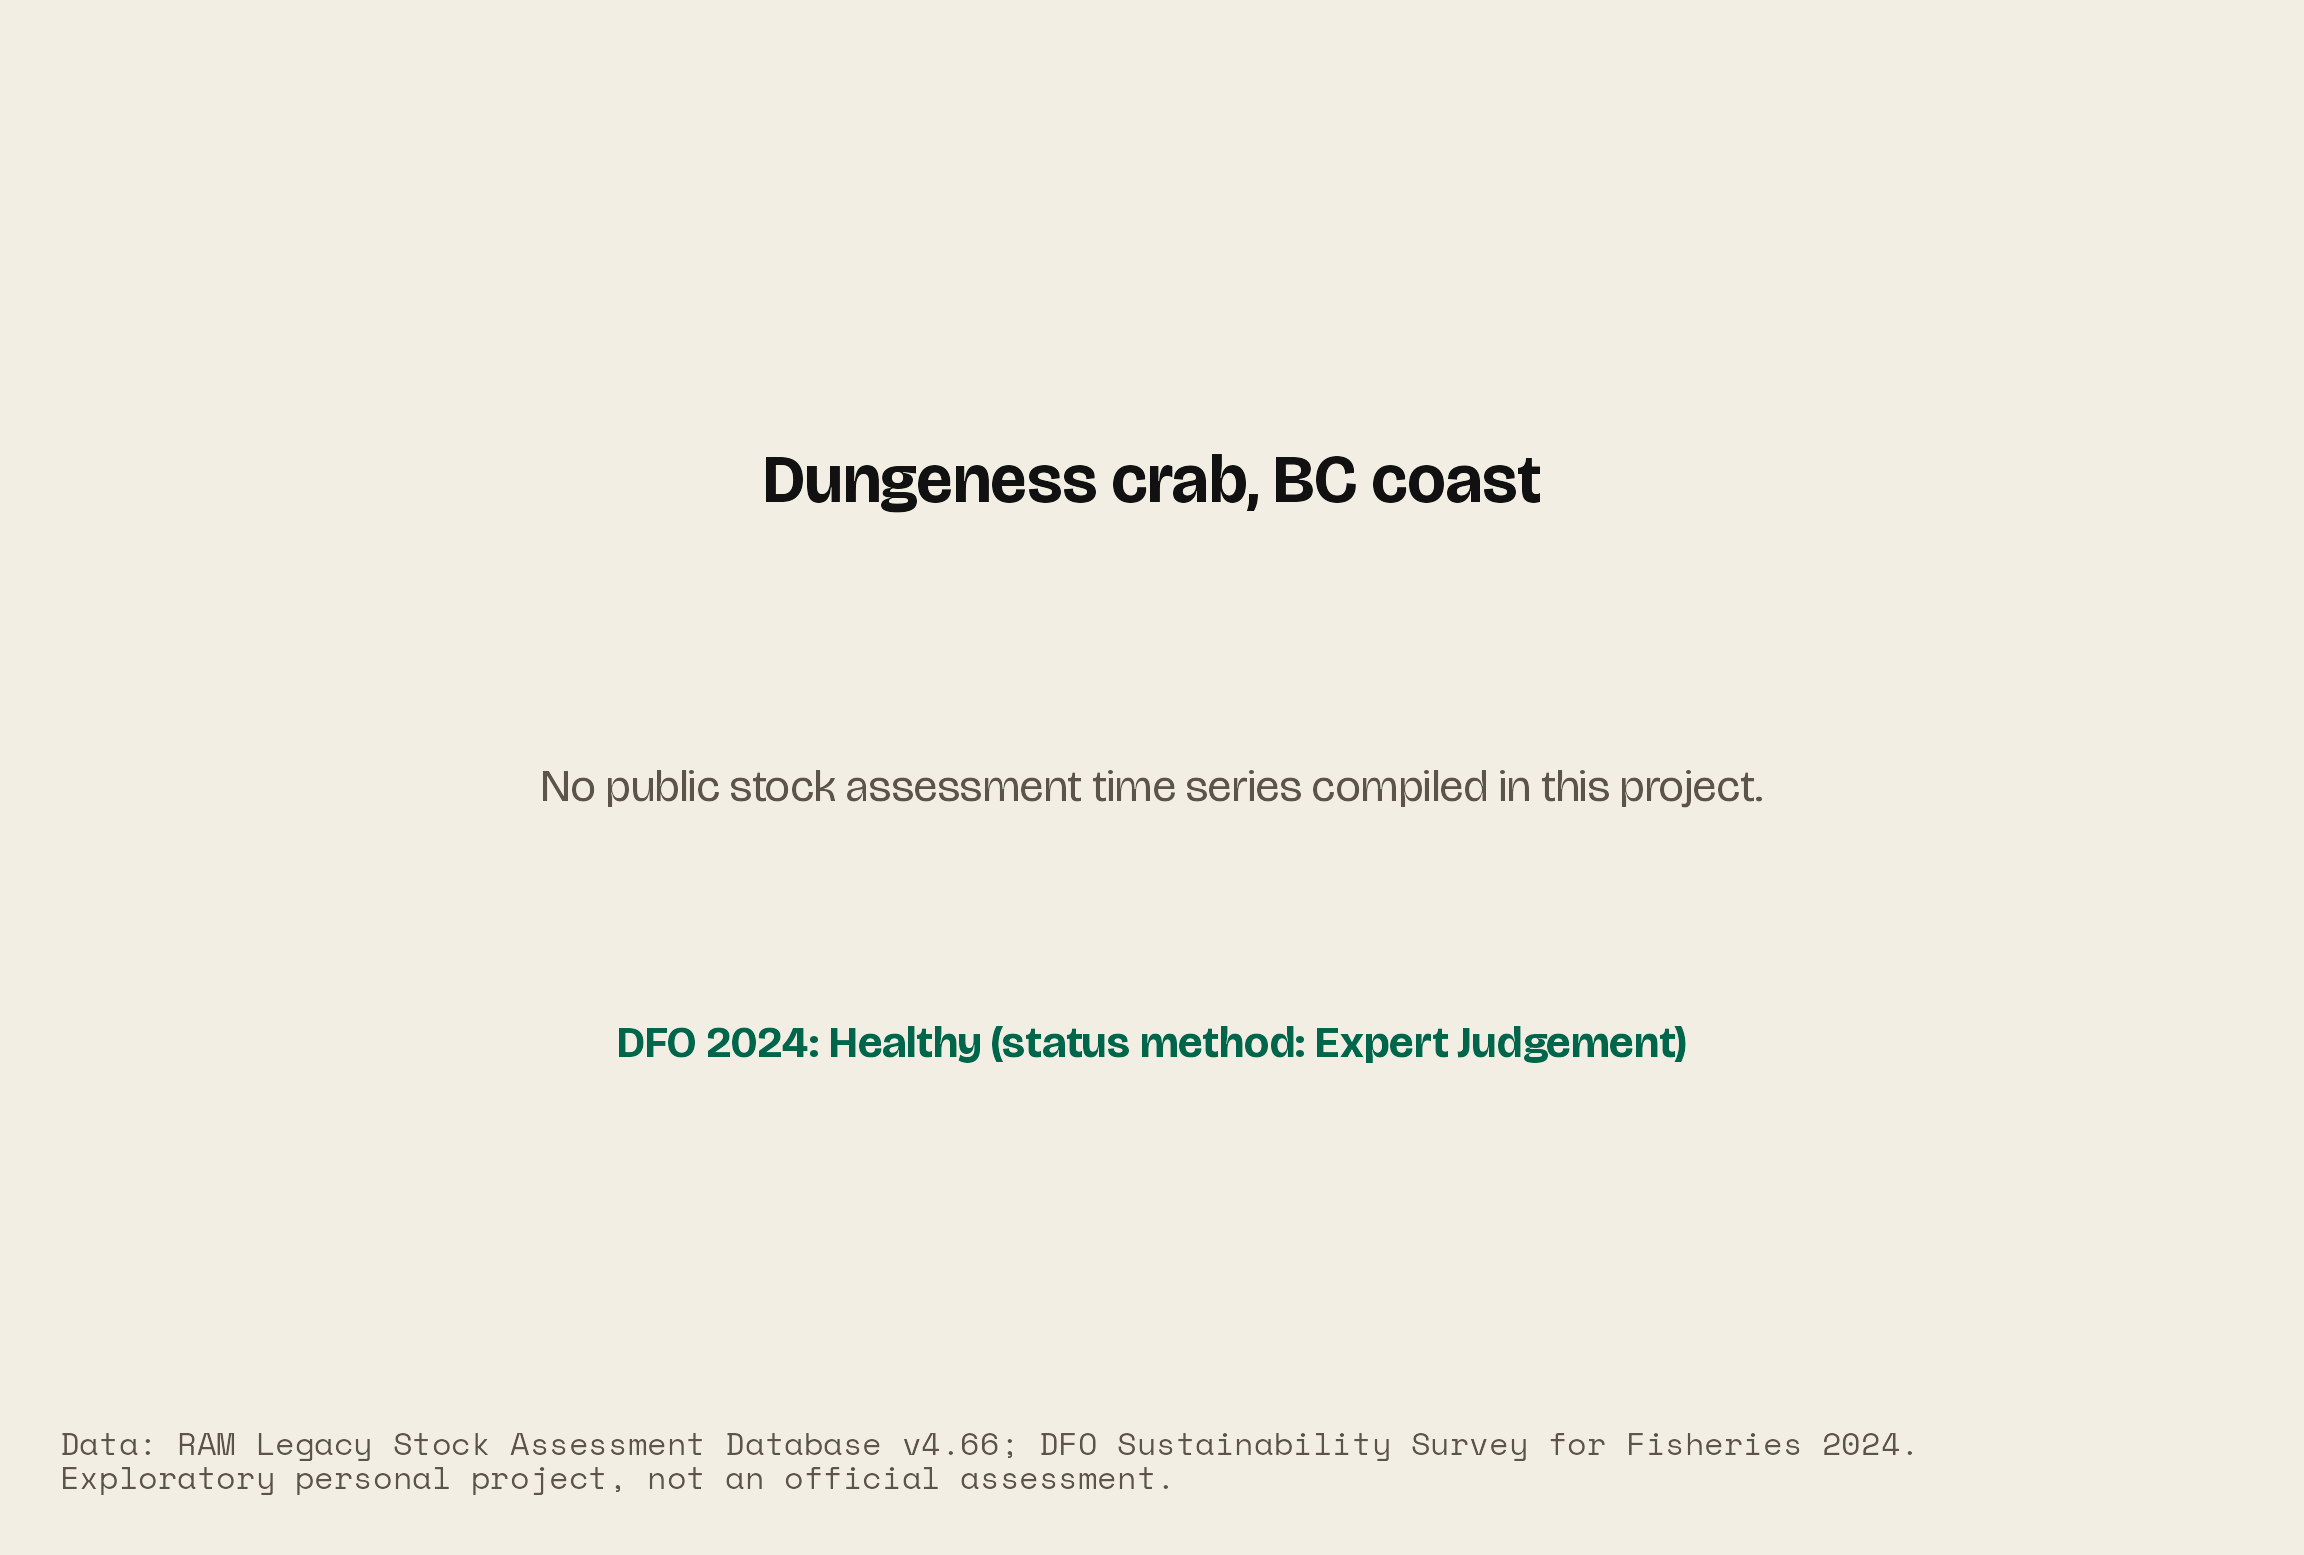 Dungeness crab, BC coast
No public stock assessment time series compiled in this project.
DFO 2024: Healthy (status method: Expert Judgement)
Data: RAM Legacy Stock Assessment Database v4.66; DFO Sustainability Survey for Fisheries 2024.
Exploratory personal project, not an official assessment.